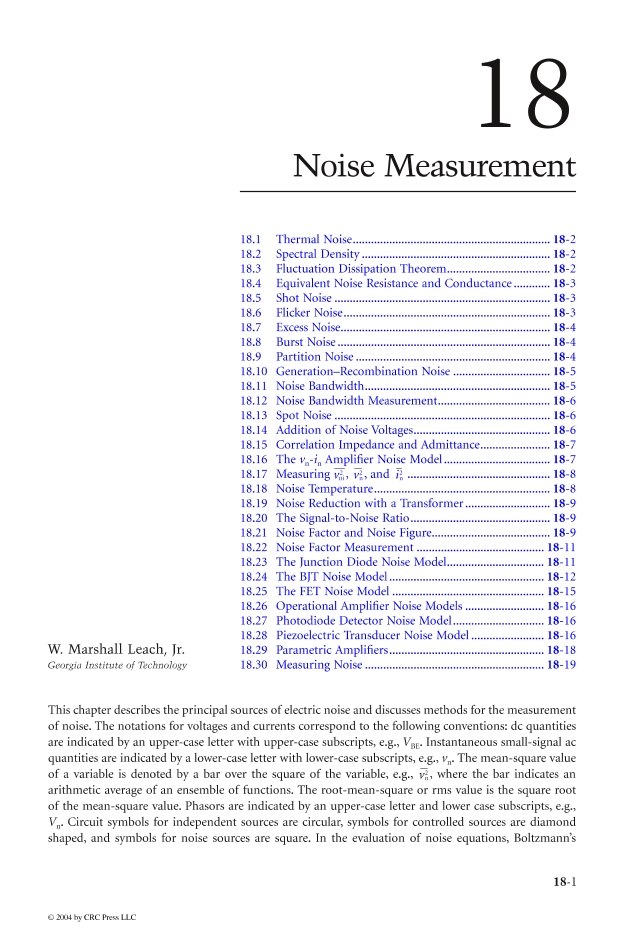 18
Noise Measurement
18.1 Thermal Noise................................................................. 18-2
18.2 Spectral Density .............................................................. 18-2
18.3 Fluctuation Dissipation Theorem.................................. 18-2
18.4 Equivalent Noise Resistance and Conductance............ 18-3
18.5 Shot Noise ....................................................................... 18-3
18.6 Flicker Noise.................................................................... 18-3
18.7 Excess Noise..................................................................... 18-4
18.8 Burst Noise ...................................................................... 18-4
18.9 Partition Noise ................................................................ 18-4
18.10 Generation–Recombination Noise ................................ 18-5
18.11 Noise Bandwidth............................................................. 18-5
18.12 Noise Bandwidth Measurement..................................... 18-6
18.13 Spot Noise ....................................................................... 18-6
18.14 Addition of Noise Voltages............................................. 18-6
18.15 Correlation Impedance and Admittance....................... 18-7
18.16 The vn-in Amplifier Noise Model................................... 18-7
18.17 Measuring v̅²ni, v̅²n, and i̅²n ............................................... 18-8
18.18 Noise Temperature.......................................................... 18-8
18.19 Noise Reduction with a Transformer ............................ 18-9
18.20 The Signal-to-Noise Ratio.............................................. 18-9
18.21 Noise Factor and Noise Figure....................................... 18-9
18.22 Noise Factor Measurement .......................................... 18-11
18.23 The Junction Diode Noise Model................................ 18-11
18.24 The BJT Noise Model ................................................... 18-12
18.25 The FET Noise Model .................................................. 18-15
18.26 Operational Amplifier Noise Models .......................... 18-16
18.27 Photodiode Detector Noise Model.............................. 18-16
18.28 Piezoelectric Transducer Noise Model ........................ 18-16
18.29 Parametric Amplifiers................................................... 18-18
18.30 Measuring Noise ........................................................... 18-19
W. Marshall Leach, Jr.
Georgia Institute of Technology
This chapter describes the principal sources of electric noise and discusses methods for the measurement
of noise. The notations for voltages and currents correspond to the following conventions: dc quantities
are indicated by an upper-case letter with upper-case subscripts, e.g., VBE. Instantaneous small-signal ac
quantities are indicated by a lower-case letter with lower-case subscripts, e.g., vn. The mean-square value
of a variable is denoted by a bar over the square of the variable, e.g., v̅²n, where the bar indicates an
arithmetic average of an ensemble of functions. The root-mean-square or rms value is the square root
of the mean-square value. Phasors are indicated by an upper-case letter and lower case subscripts, e.g.,
Vn. Circuit symbols for independent sources are circular, symbols for controlled sources are diamond
shaped, and symbols for noise sources are square. In the evaluation of noise equations, Boltzmann's
18-1
© 2004 by CRC Press LLC